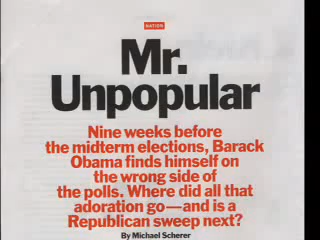 NATION
Mr.
Unpopular
Nine weeks before
the midterm elections, Barack
Obama finds himself on
the wrong side of
the polls. Where did all that
adoration go—and is a
Republican sweep next?
By Michael Scherer